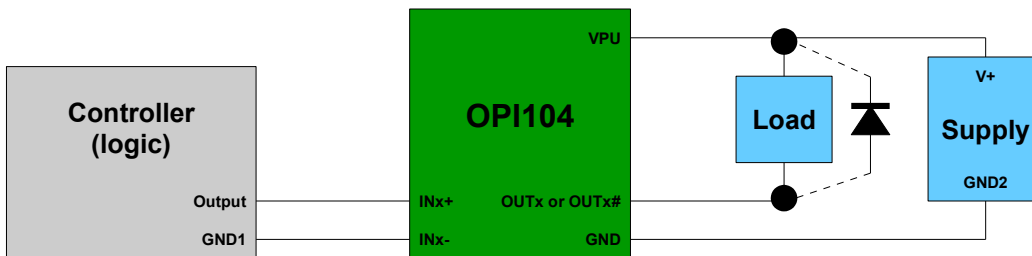 Controller
(logic)
Output
GND1
OPI104
VPU
INx+
OUTx or OUTx#
INx-
GND
Load
V+
Supply
GND2